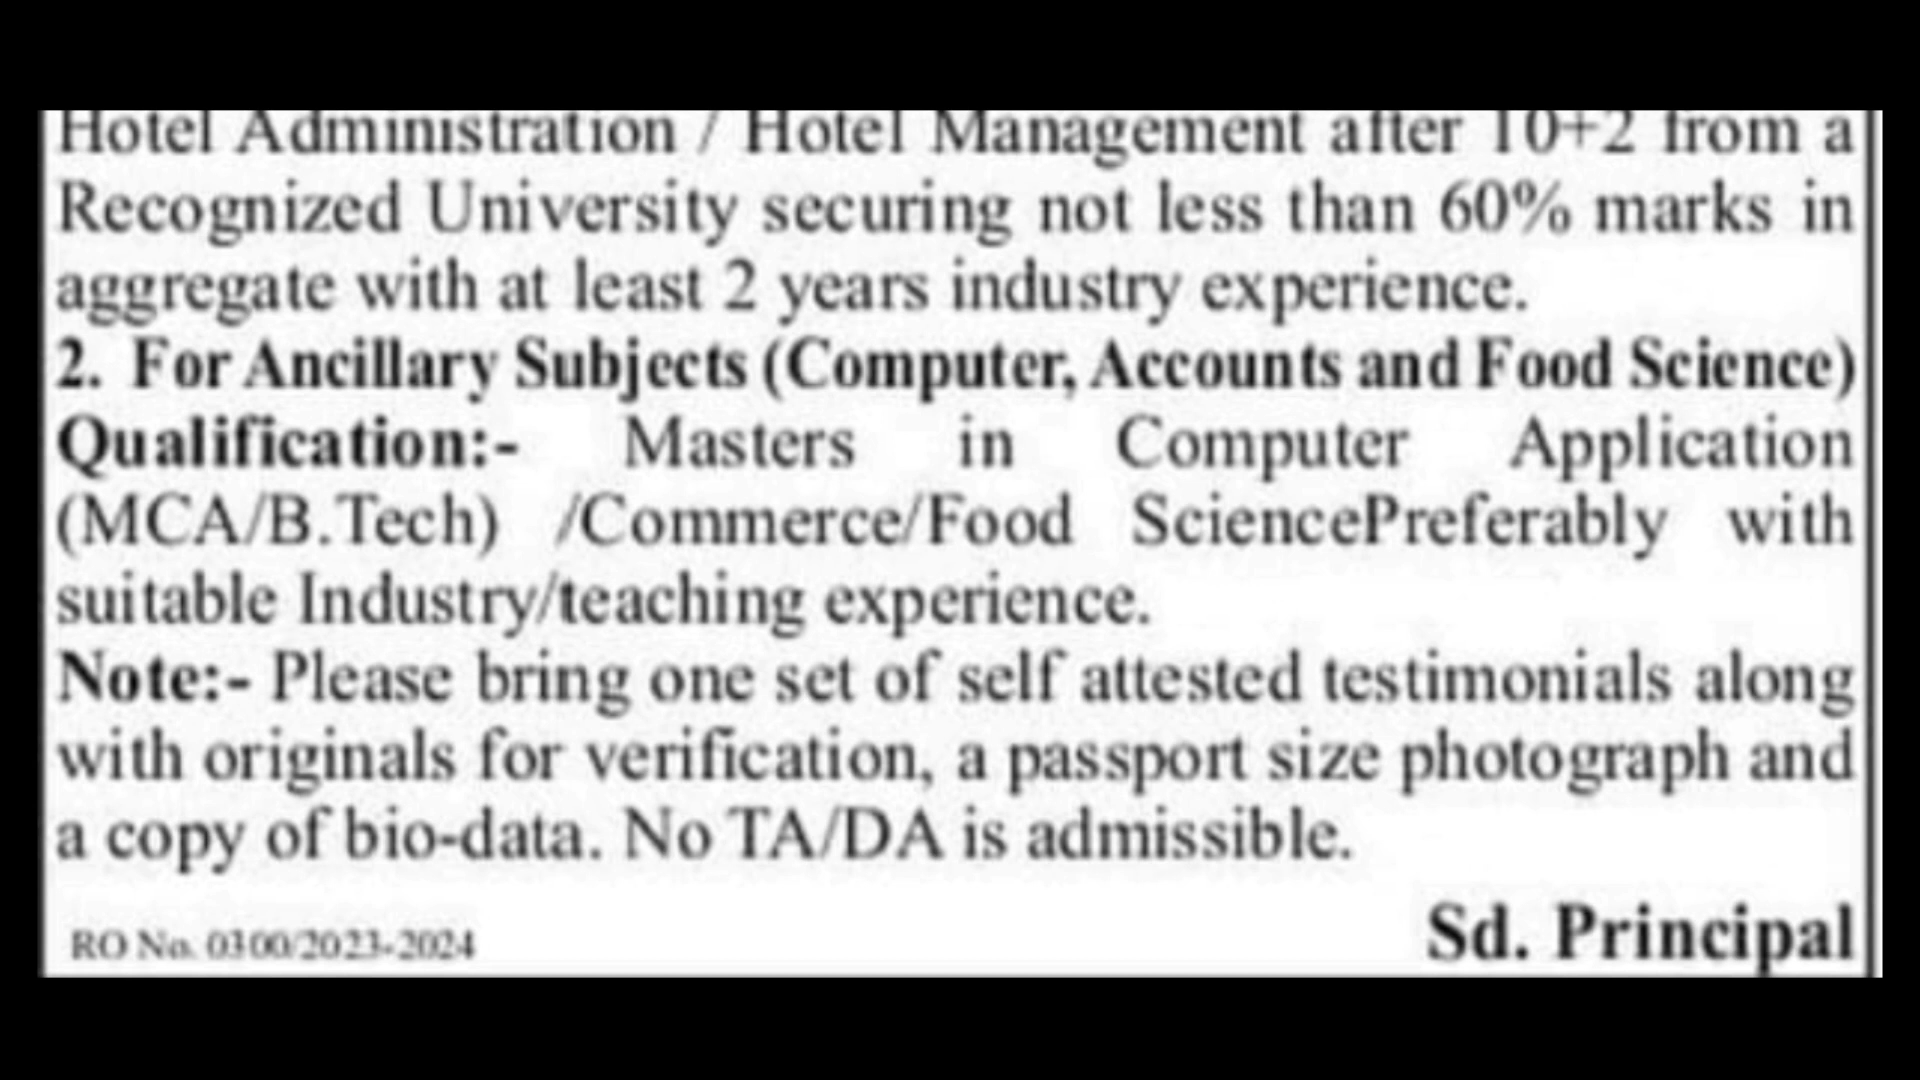 Hotel Administration / Hotel Management after 10+2 from a
Recognized University securing not less than 60% marks in
aggregate with at least 2 years industry experience.
2. For Ancillary Subjects (Computer, Accounts and Food Science)
Qualification:- Masters in Computer Application
(MCA/B.Tech) /Commerce/Food SciencePreferably with
suitable Industry/teaching experience.
Note:- Please bring one set of self attested testimonials along
with originals for verification, a passport size photograph and
a copy of bio-data. No TA/DA is admissible.
RO No. 0300/2023-2024
Sd. Principal